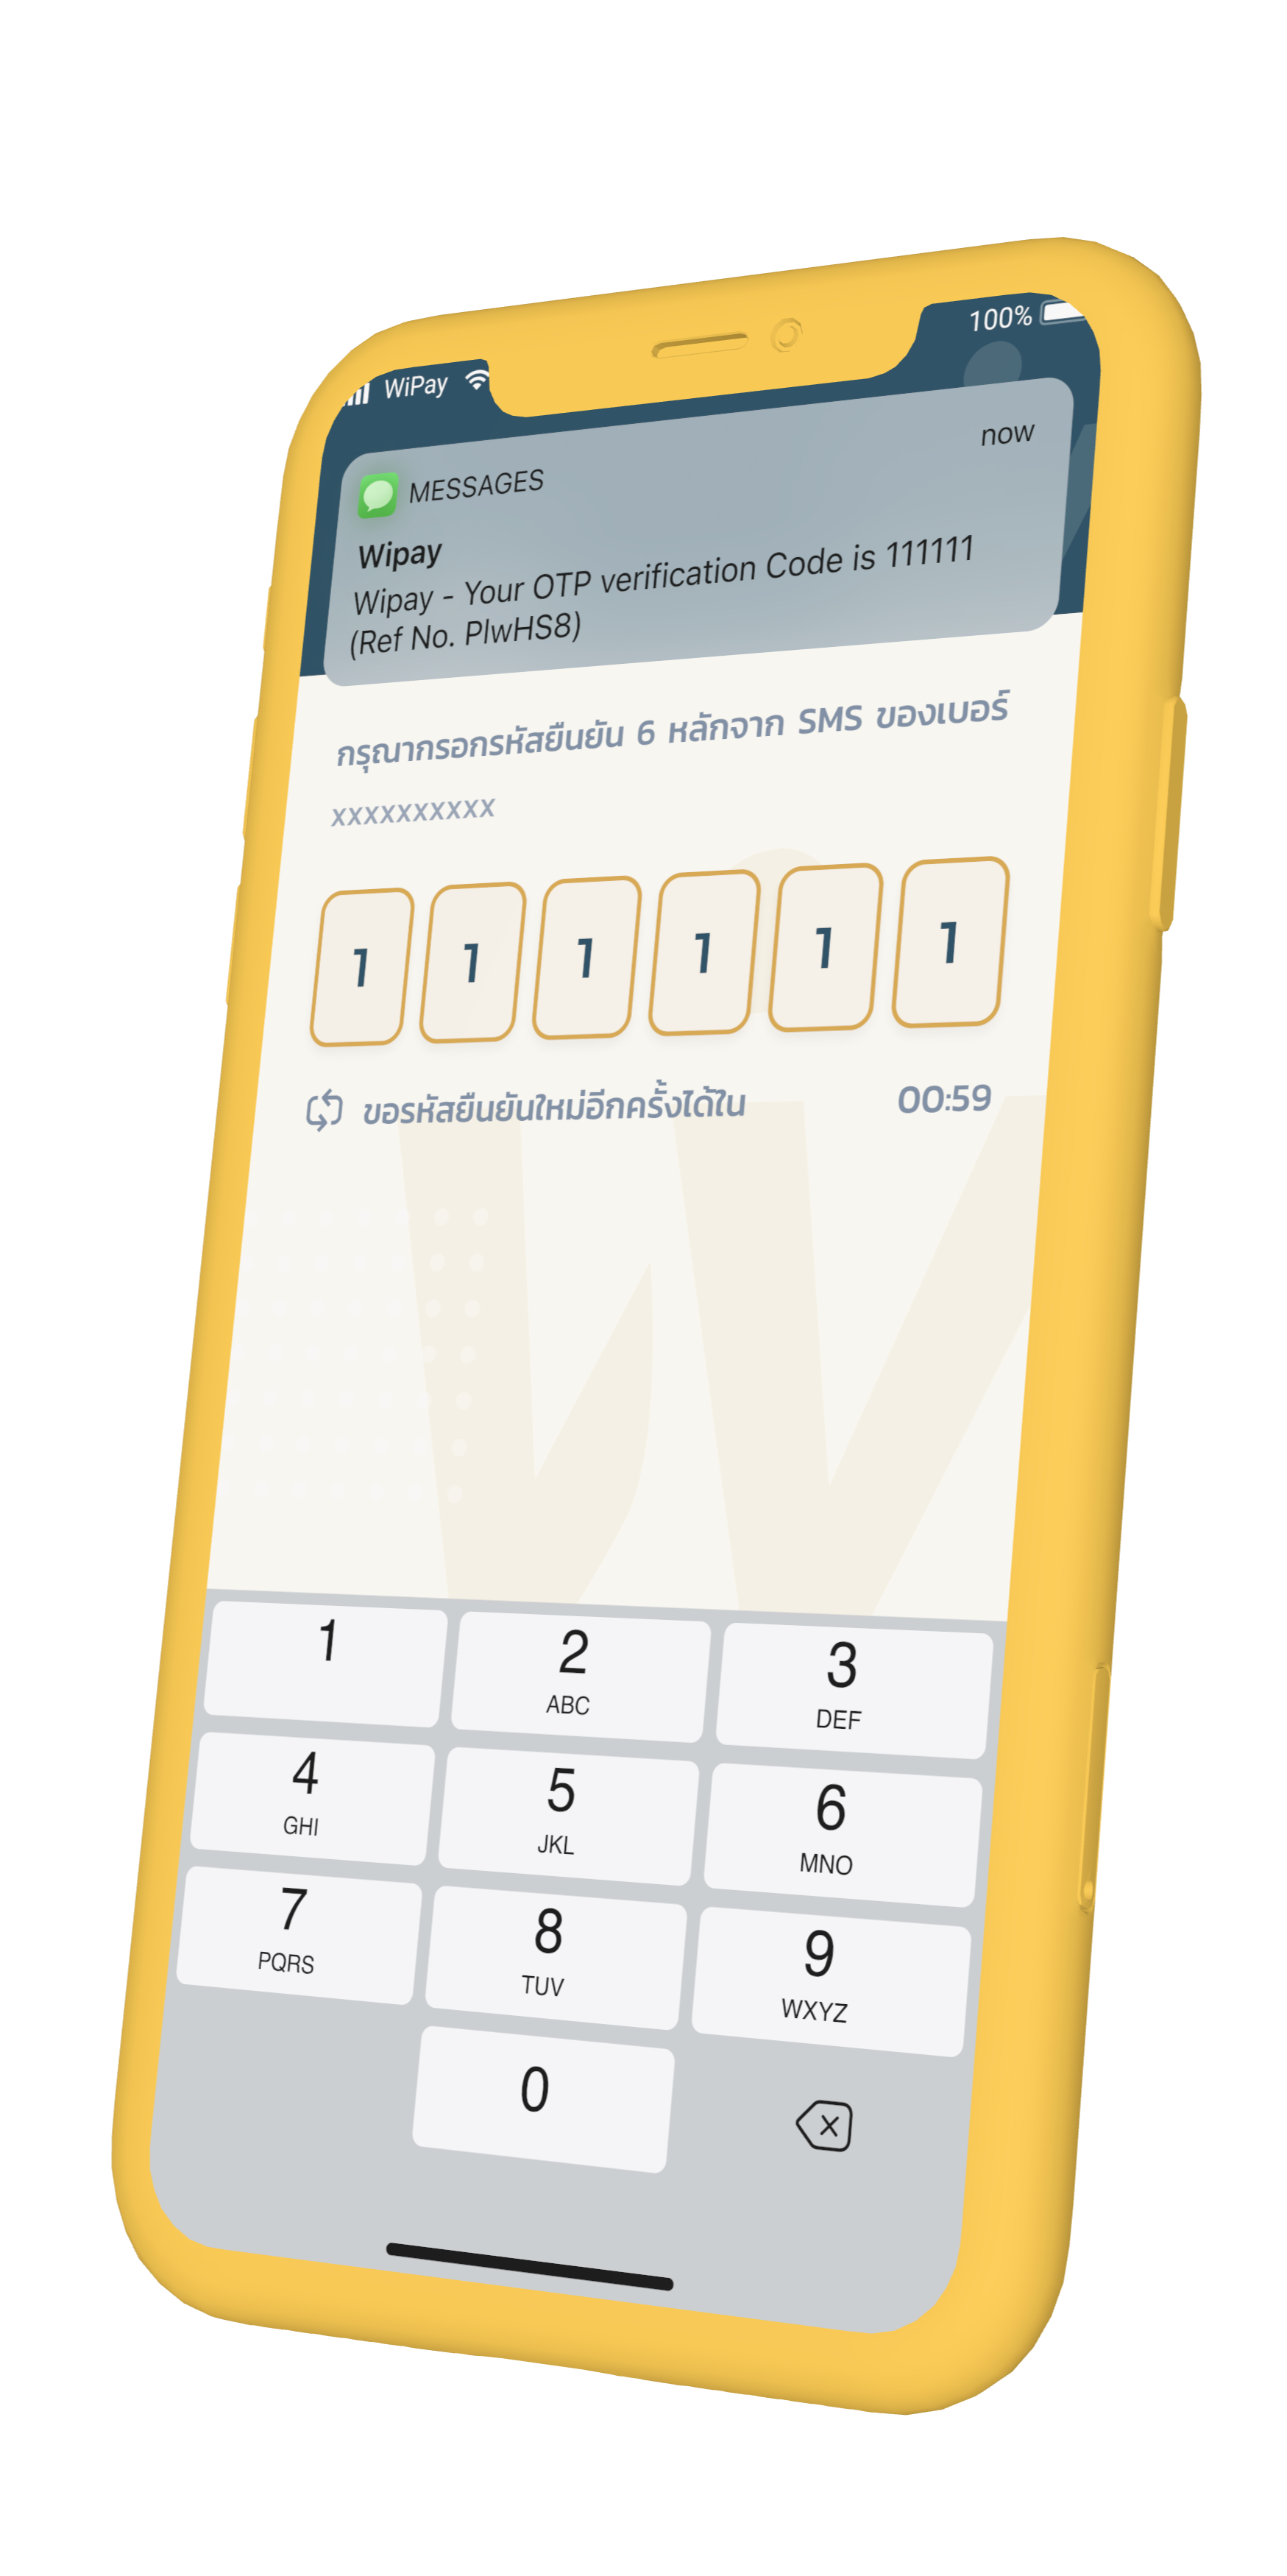 WiPay 100%
MESSAGES now
Wipay
Wipay - Your OTP verification Code is 111111
(Ref No. PlwHS8)
กรุณากรอกรหัสยืนยัน 6 หลักจาก SMS ของเบอร์
xxxxxxxxxx
1 1 1 1 1 1
ขอรหัสยืนยันใหม่อีกครั้งได้ใน 00:59
1 2 3
ABC DEF
4 5 6
GHI JKL MNO
7 8 9
PQRS TUV WXYZ
0